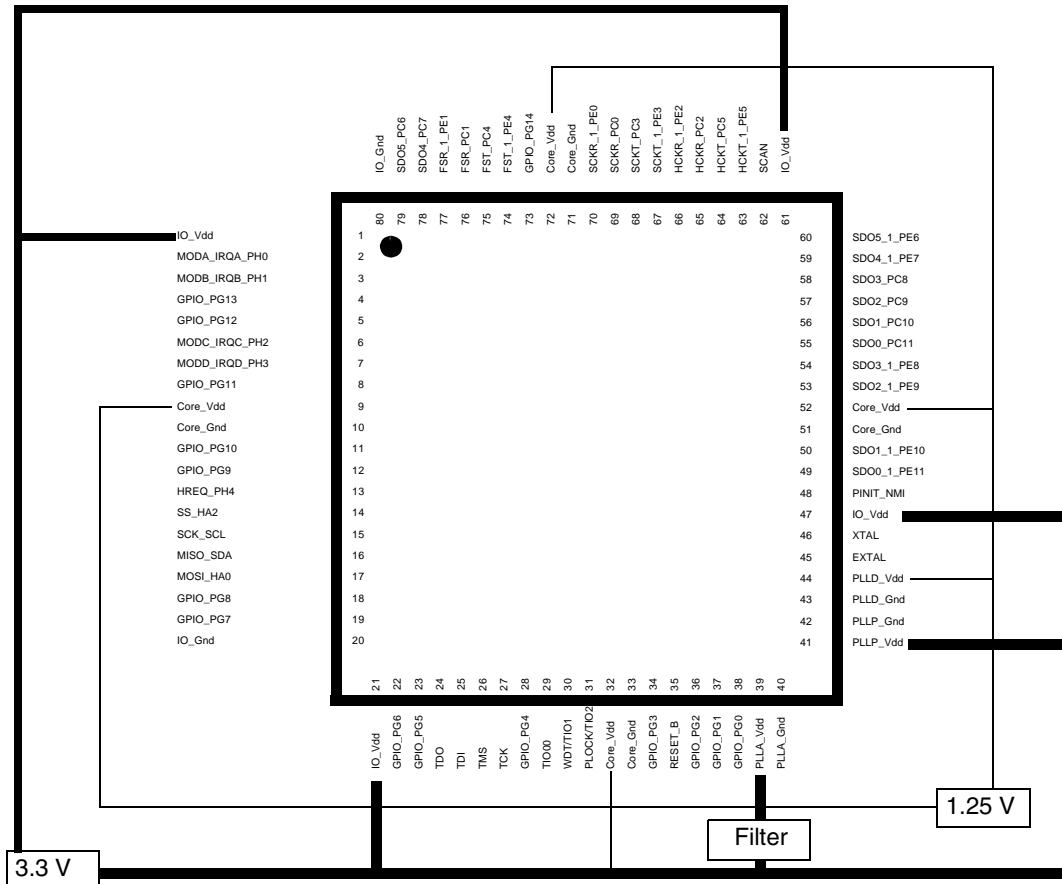 IO_Gnd
SDO5_PC6
SDO4_PC7
FSR_1_PE1
FSR_PC1
FST_PC4
FST_1_PE4
GPIO_PG14
Core_Vdd
Core_Gnd
SCKR_1_PE0
SCKR_PC0
SCKT_PC3
SCKT_1_PE3
HCKR_1_PE2
HCKR_PC2
HCKT_PC5
HCKT_1_PE5
SCAN
IO_Vdd
80 79 78 77 76 75 74 73 72 71 70 69 68 67 66 65 64 63 62 61
IO_Vdd 1 60 SDO5_1_PE6
MODA_IRQA_PH0 2 59 SDO4_1_PE7
MODB_IRQB_PH1 3 58 SDO3_PC8
GPIO_PG13 4 57 SDO2_PC9
GPIO_PG12 5 56 SDO1_PC10
MODC_IRQC_PH2 6 55 SDO0_PC11
MODD_IRQD_PH3 7 54 SDO3_1_PE8
GPIO_PG11 8 53 SDO2_1_PE9
Core_Vdd 9 52 Core_Vdd
Core_Gnd 10 51 Core_Gnd
GPIO_PG10 11 50 SDO1_1_PE10
GPIO_PG9 12 49 SDO0_1_PE11
HREQ_PH4 13 48 PINIT_NMI
SS_HA2 14 47 IO_Vdd
SCK_SCL 15 46 XTAL
MISO_SDA 16 45 EXTAL
MOSI_HA0 17 44 PLLD_Vdd
GPIO_PG8 18 43 PLLD_Gnd
GPIO_PG7 19 42 PLLP_Gnd
IO_Gnd 20 41 PLLP_Vdd
21 22 23 24 25 26 27 28 29 30 31 32 33 34 35 36 37 38 39 40
IO_Vdd
GPIO_PG6
GPIO_PG5
TDO
TDI
TMS
TCK
GPIO_PG4
TIO00
WDT/TIO1
PLOCK/TIO2
Core_Vdd
Core_Gnd
GPIO_PG3
RESET_B
GPIO_PG2
GPIO_PG1
GPIO_PG0
PLLA_Vdd
PLLA_Gnd
1.25 V
Filter
3.3 V